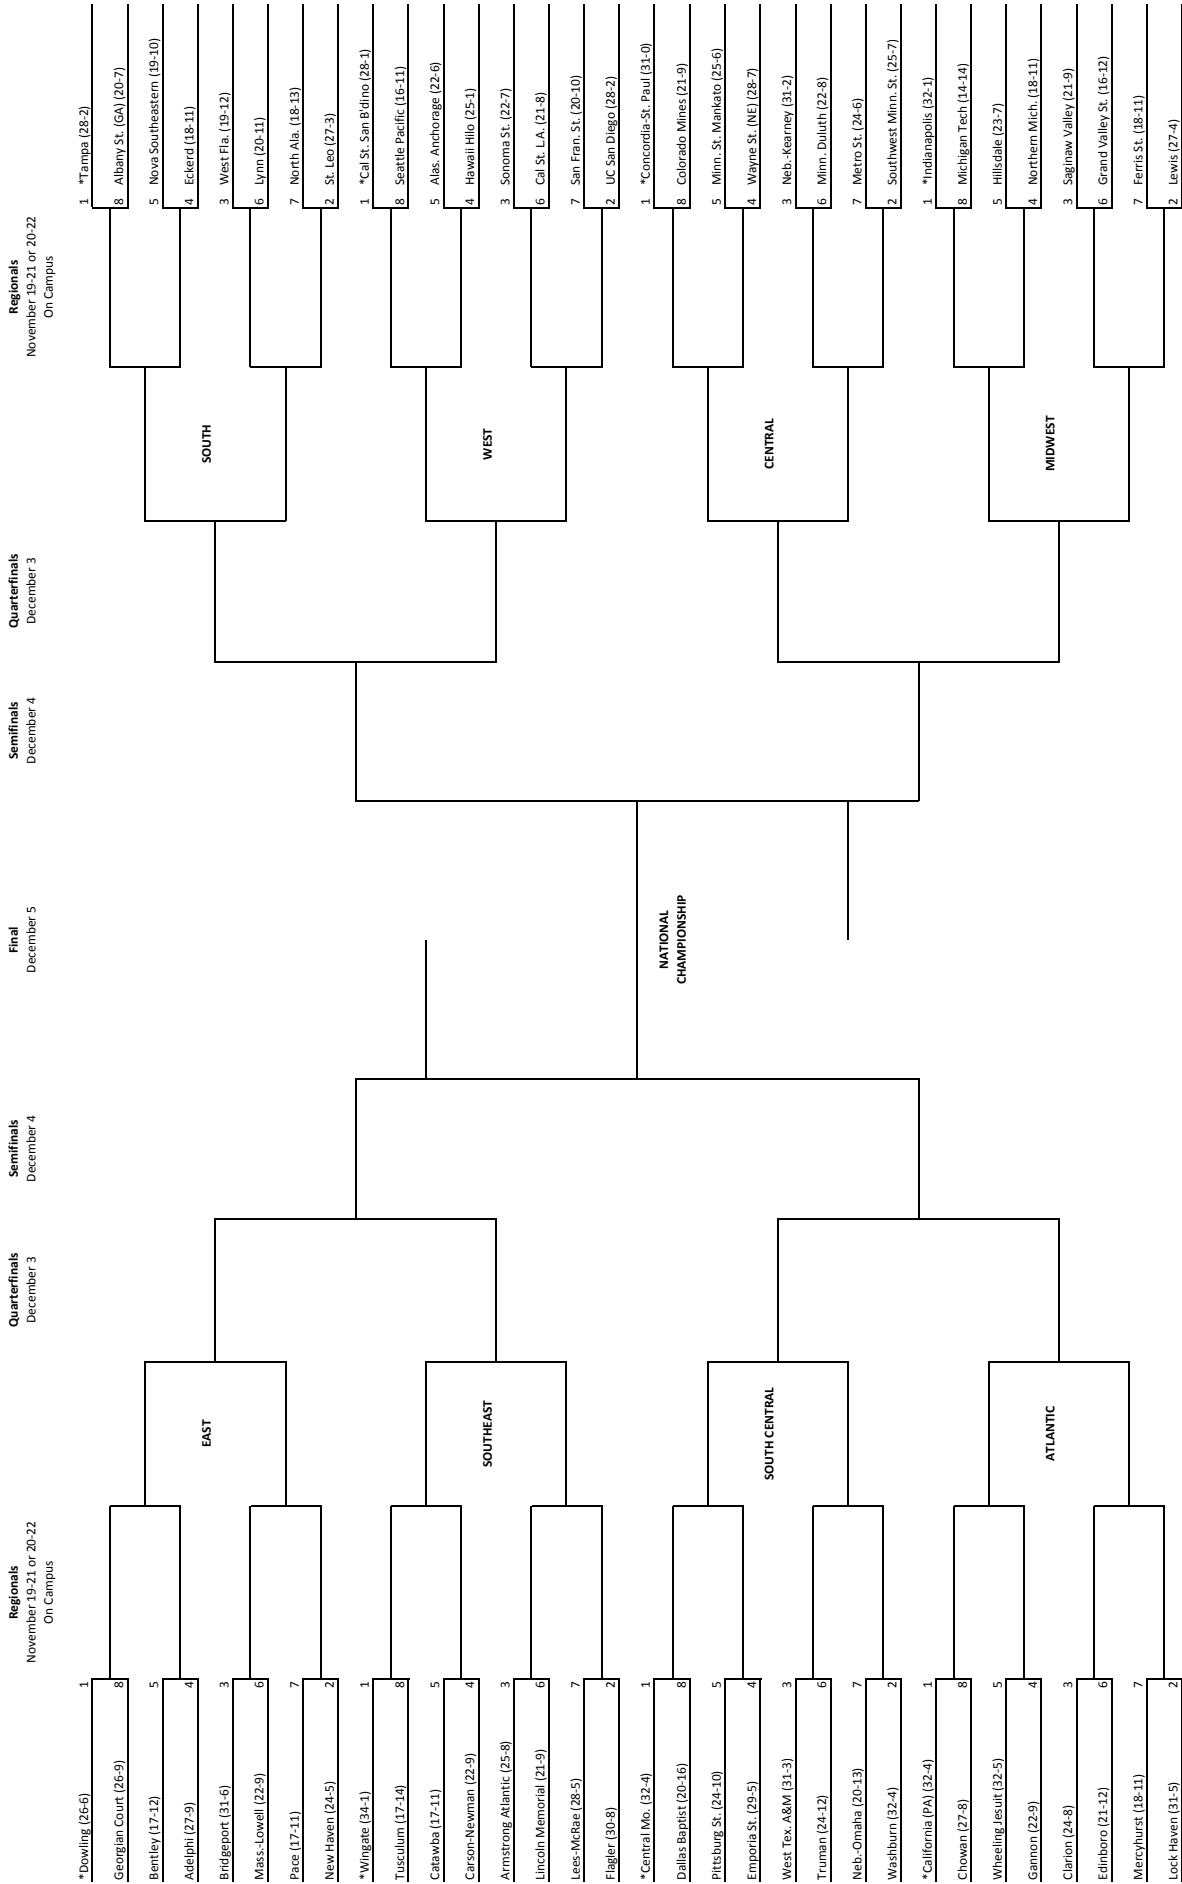 Regionals
November 19-21 or 20-22
On Campus
Quarterfinals
December 3
Semifinals
December 4
Final
December 5
Semifinals
December 4
Quarterfinals
December 3
Regionals
November 19-21 or 20-22
On Campus
*Dowling (26-6) 1
Georgian Court (26-9) 8
Bentley (17-12) 5
Adelphi (27-9) 4
Bridgeport (31-6) 3
Mass.-Lowell (22-9) 6
Pace (17-11) 7
New Haven (24-5) 2
EAST
*Wingate (34-1) 1
Tusculum (17-14) 8
Catawba (17-11) 5
Carson-Newman (22-9) 4
Armstrong Atlantic (25-8) 3
Lincoln Memorial (21-9) 6
Lees-McRae (28-5) 7
Flagler (30-8) 2
SOUTHEAST
*Central Mo. (32-4) 1
Dallas Baptist (20-16) 8
Pittsburg St. (24-10) 5
Emporia St. (29-5) 4
West Tex. A&M (31-3) 3
Truman (24-12) 6
Neb.-Omaha (20-13) 7
Washburn (32-4) 2
SOUTH CENTRAL
*California (PA) (32-4) 1
Chowan (27-8) 8
Wheeling Jesuit (32-5) 5
Gannon (22-9) 4
Clarion (24-8) 3
Edinboro (21-12) 6
Mercyhurst (18-11) 7
Lock Haven (31-5) 2
ATLANTIC
NATIONAL
CHAMPIONSHIP
1 *Tampa (28-2)
8 Albany St. (GA) (20-7)
5 Nova Southeastern (19-10)
4 Eckerd (18-11)
3 West Fla. (19-12)
6 Lynn (20-11)
7 North Ala. (18-13)
2 St. Leo (27-3)
SOUTH
1 *Cal St. San B'dino (28-1)
8 Seattle Pacific (16-11)
5 Alas. Anchorage (22-6)
4 Hawaii Hilo (25-1)
3 Sonoma St. (22-7)
6 Cal St. L.A. (21-8)
7 San Fran. St. (20-10)
2 UC San Diego (28-2)
WEST
1 *Concordia-St. Paul (31-0)
8 Colorado Mines (21-9)
5 Minn. St. Mankato (25-6)
4 Wayne St. (NE) (28-7)
3 Neb.-Kearney (31-2)
6 Minn. Duluth (22-8)
7 Metro St. (24-6)
2 Southwest Minn. St. (25-7)
CENTRAL
1 *Indianapolis (32-1)
8 Michigan Tech (14-14)
5 Hillsdale (23-7)
4 Northern Mich. (18-11)
3 Saginaw Valley (21-9)
6 Grand Valley St. (16-12)
7 Ferris St. (18-11)
2 Lewis (27-4)
MIDWEST